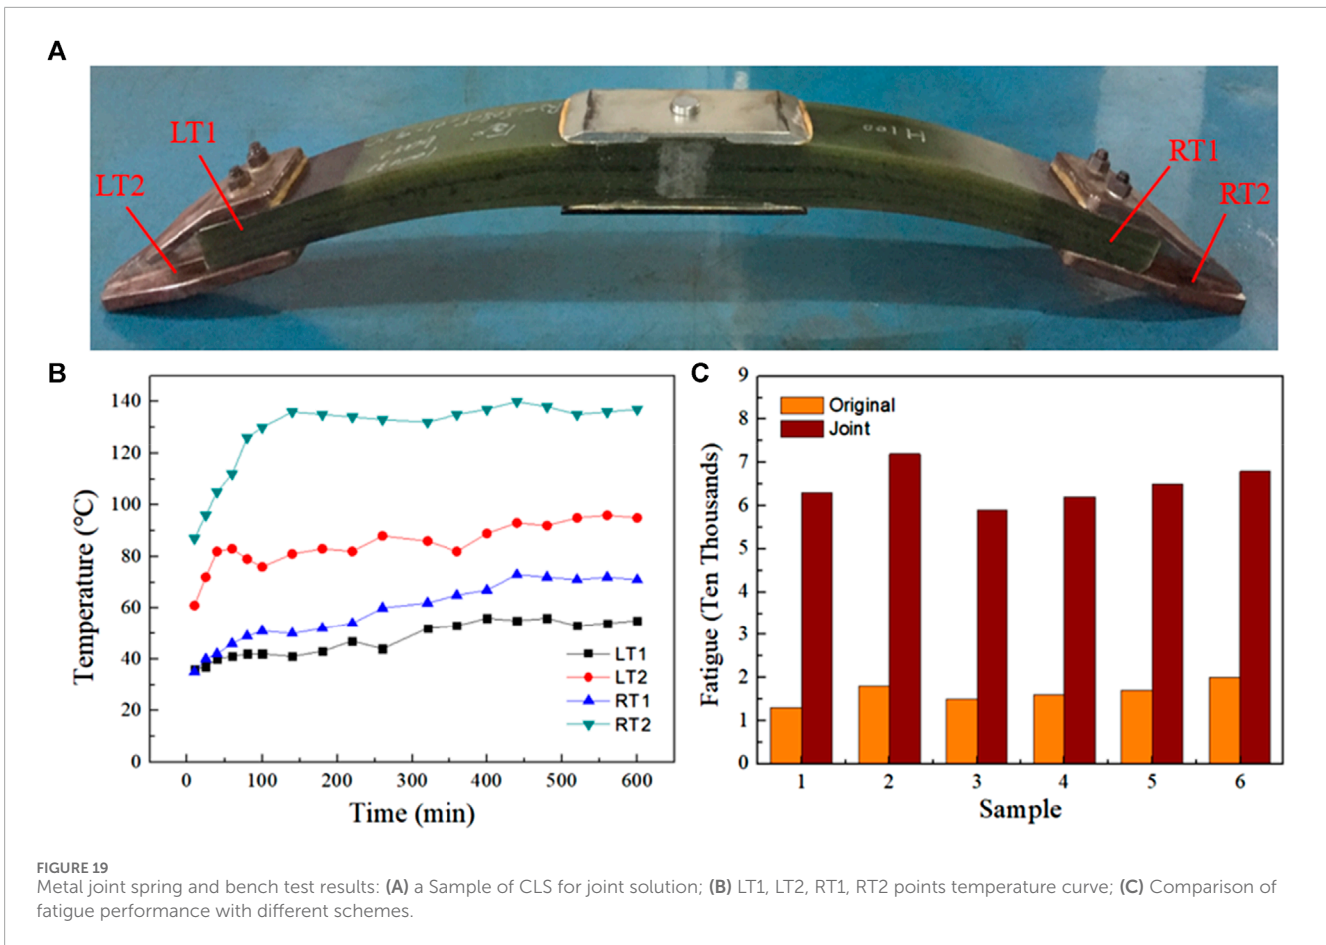 A
LT1
LT2
RT1
RT2
H100
B
140
120
100
80
60
40
20
0
Temperature (°C)
LT1
LT2
RT1
RT2
0 100 200 300 400 500 600
Time (min)
C
9
8
7
6
5
4
3
2
1
0
Fatigue (Ten Thousands)
Original
Joint
1 2 3 4 5 6
Sample
FIGURE 19
Metal joint spring and bench test results: (A) a Sample of CLS for joint solution; (B) LT1, LT2, RT1, RT2 points temperature curve; (C) Comparison of
fatigue performance with different schemes.